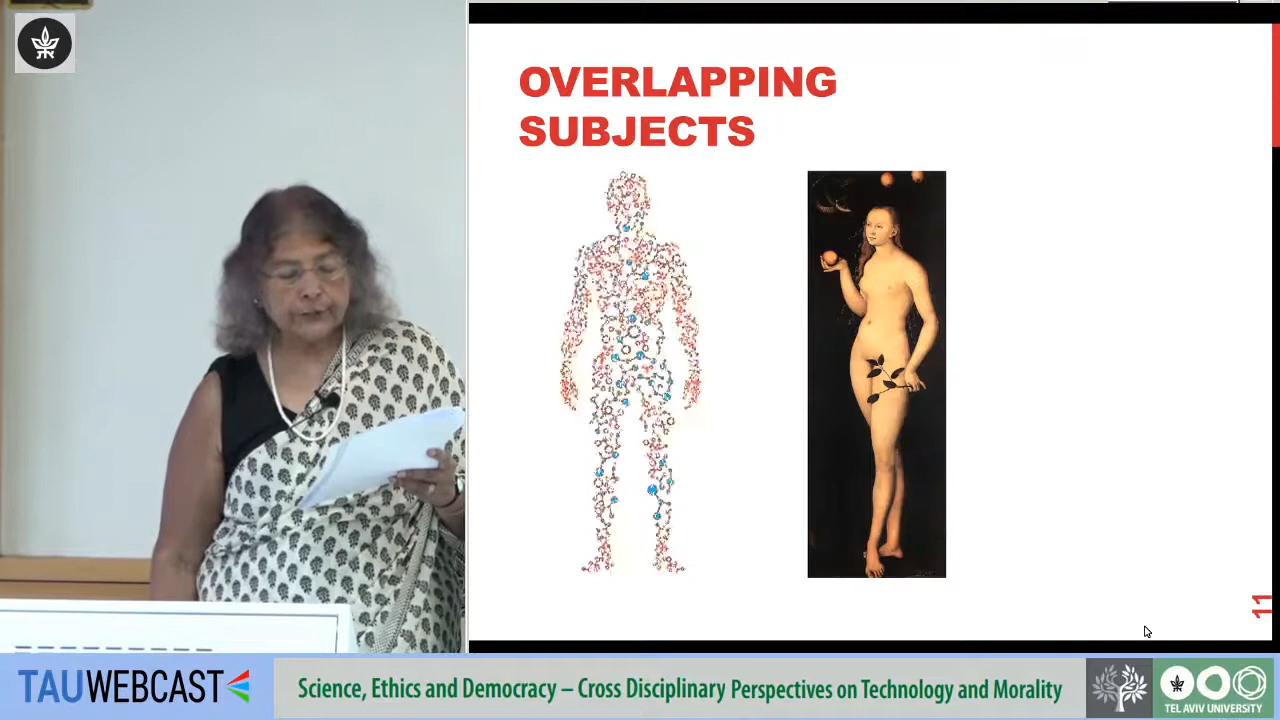 OVERLAPPING
SUBJECTS
11
TAUWEBCAST
Science, Ethics and Democracy – Cross Disciplinary Perspectives on Technology and Morality
TEL AVIV UNIVERSITY